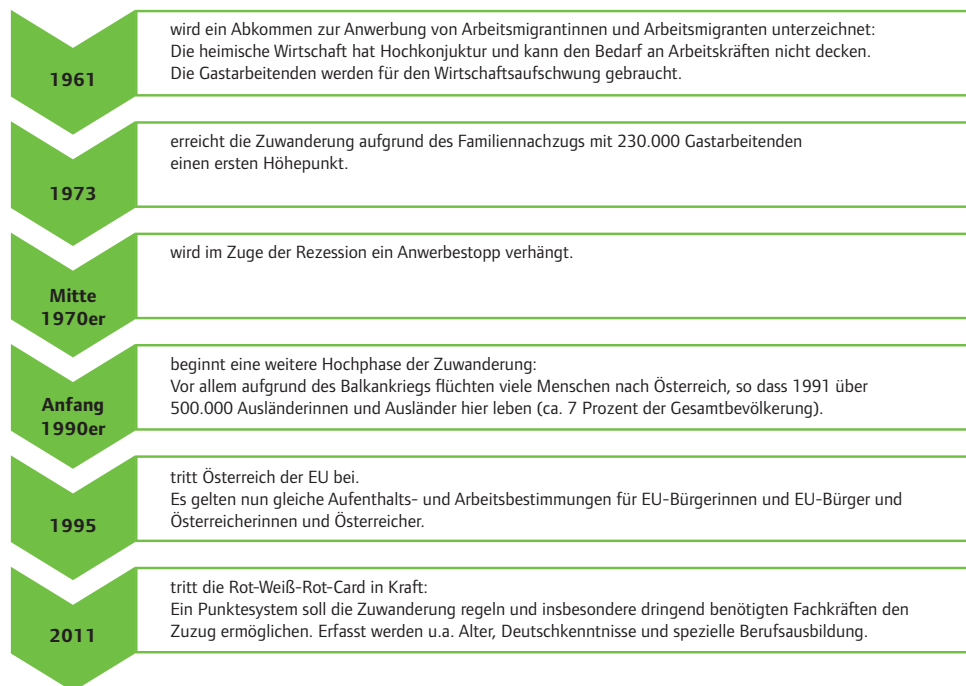 1961
wird ein Abkommen zur Anwerbung von Arbeitsmigrantinnen und Arbeitsmigranten unterzeichnet:
Die heimische Wirtschaft hat Hochkonjuktur und kann den Bedarf an Arbeitskräften nicht decken.
Die Gastarbeitenden werden für den Wirtschaftsaufschwung gebraucht.
1973
erreicht die Zuwanderung aufgrund des Familiennachzugs mit 230.000 Gastarbeitenden
einen ersten Höhepunkt.
Mitte
1970er
wird im Zuge der Rezession ein Anwerbestopp verhängt.
Anfang
1990er
beginnt eine weitere Hochphase der Zuwanderung:
Vor allem aufgrund des Balkankriegs flüchten viele Menschen nach Österreich, so dass 1991 über
500.000 Ausländerinnen und Ausländer hier leben (ca. 7 Prozent der Gesamtbevölkerung).
1995
tritt Österreich der EU bei.
Es gelten nun gleiche Aufenthalts- und Arbeitsbestimmungen für EU-Bürgerinnen und EU-Bürger und
Österreicherinnen und Österreicher.
2011
tritt die Rot-Weiß-Rot-Card in Kraft:
Ein Punktesystem soll die Zuwanderung regeln und insbesondere dringend benötigten Fachkräften den
Zuzug ermöglichen. Erfasst werden u.a. Alter, Deutschkenntnisse und spezielle Berufsausbildung.